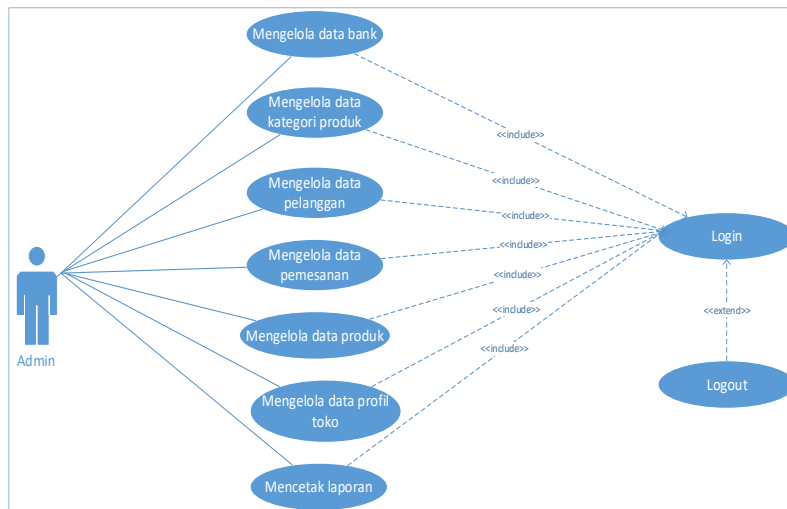 Mengelola data bank
Mengelola data
kategori produk
<<include>>
<<include>>
Mengelola data
pelanggan
<<include>>
Login
Mengelola data
pemesanan
<<include>>
<<include>>
<<include>>
<<extend>>
Mengelola data produk
<<include>>
Admin
Logout
Mengelola data profil
toko
Mencetak laporan